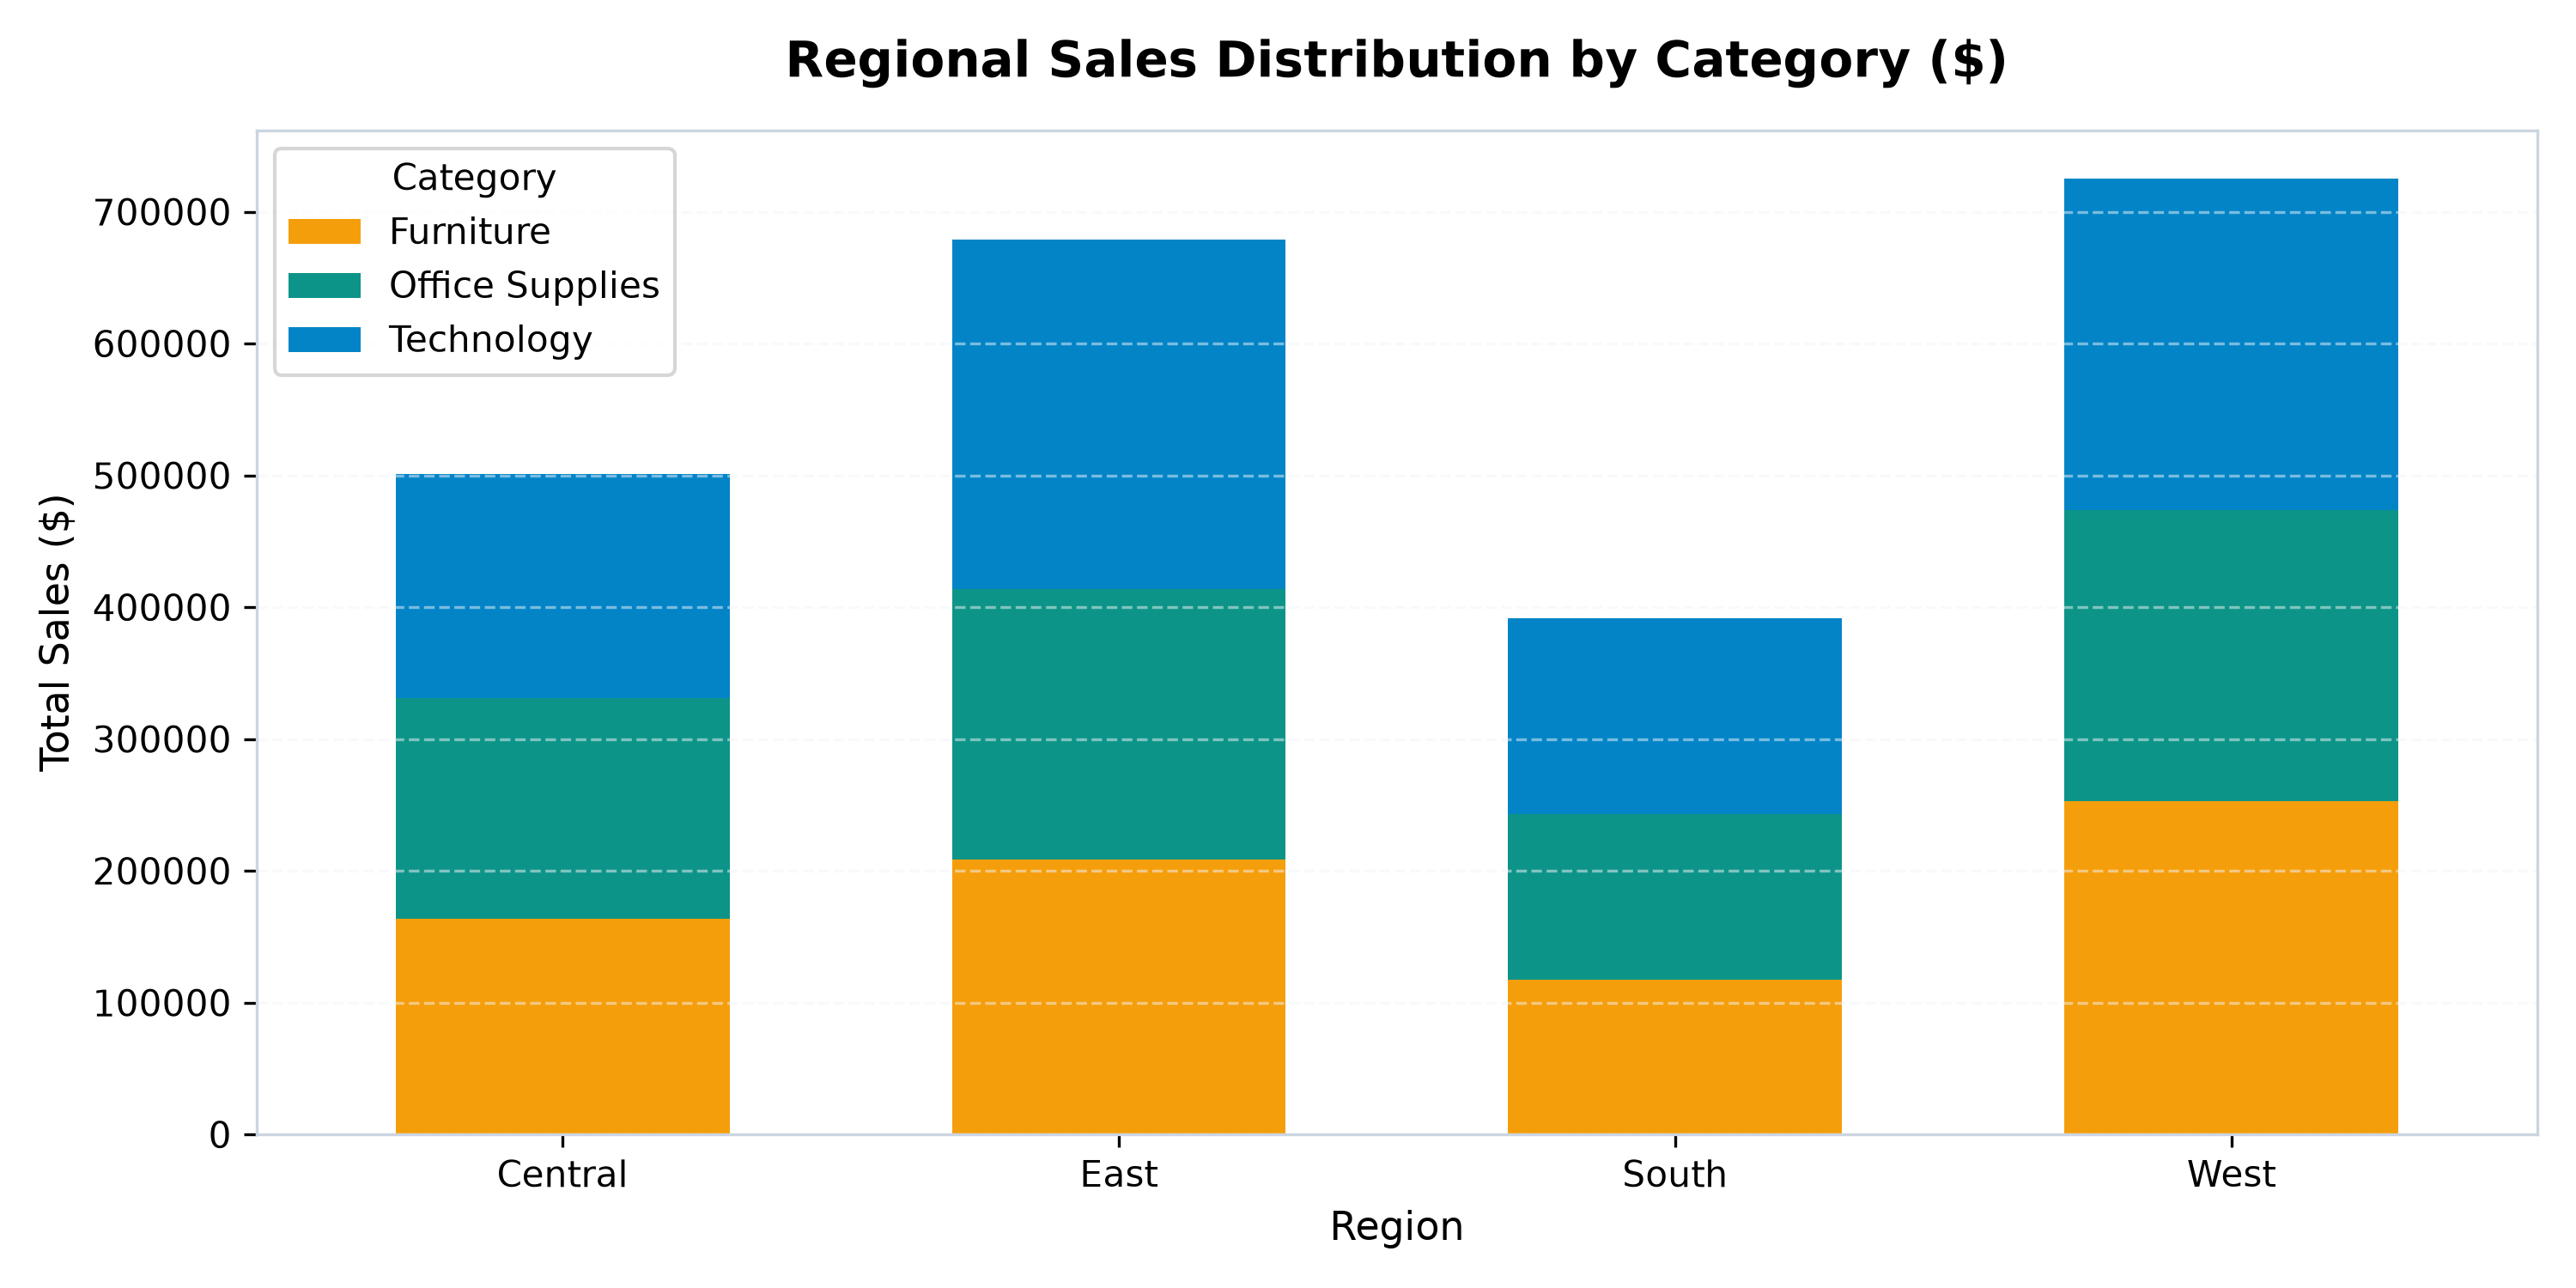 Regional Sales Distribution by Category ($)
Category
Furniture
Office Supplies
Technology
Total Sales ($)
700000
600000
500000
400000
300000
200000
100000
0
Central
East
South
West
Region